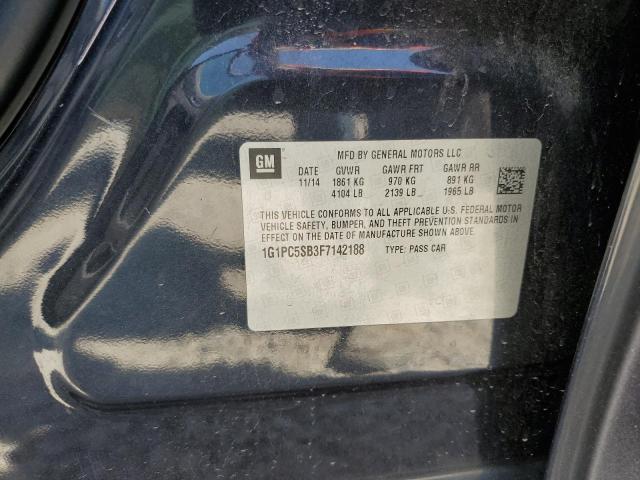 GM
MFD BY GENERAL MOTORS LLC
DATE GVWR GAWR FRT GAWR RR
11/14 1861 KG 970 KG 891 KG
4104 LB 2139 LB 1965 LB
THIS VEHICLE CONFORMS TO ALL APPLICABLE U.S. FEDERAL MOTOR
VEHICLE SAFETY, BUMPER, AND THEFT PREVENTION STANDARDS
IN EFFECT ON THE DATE OF MANUFACTURE SHOWN ABOVE.
1G1PC5SB3F7142188 TYPE: PASS CAR